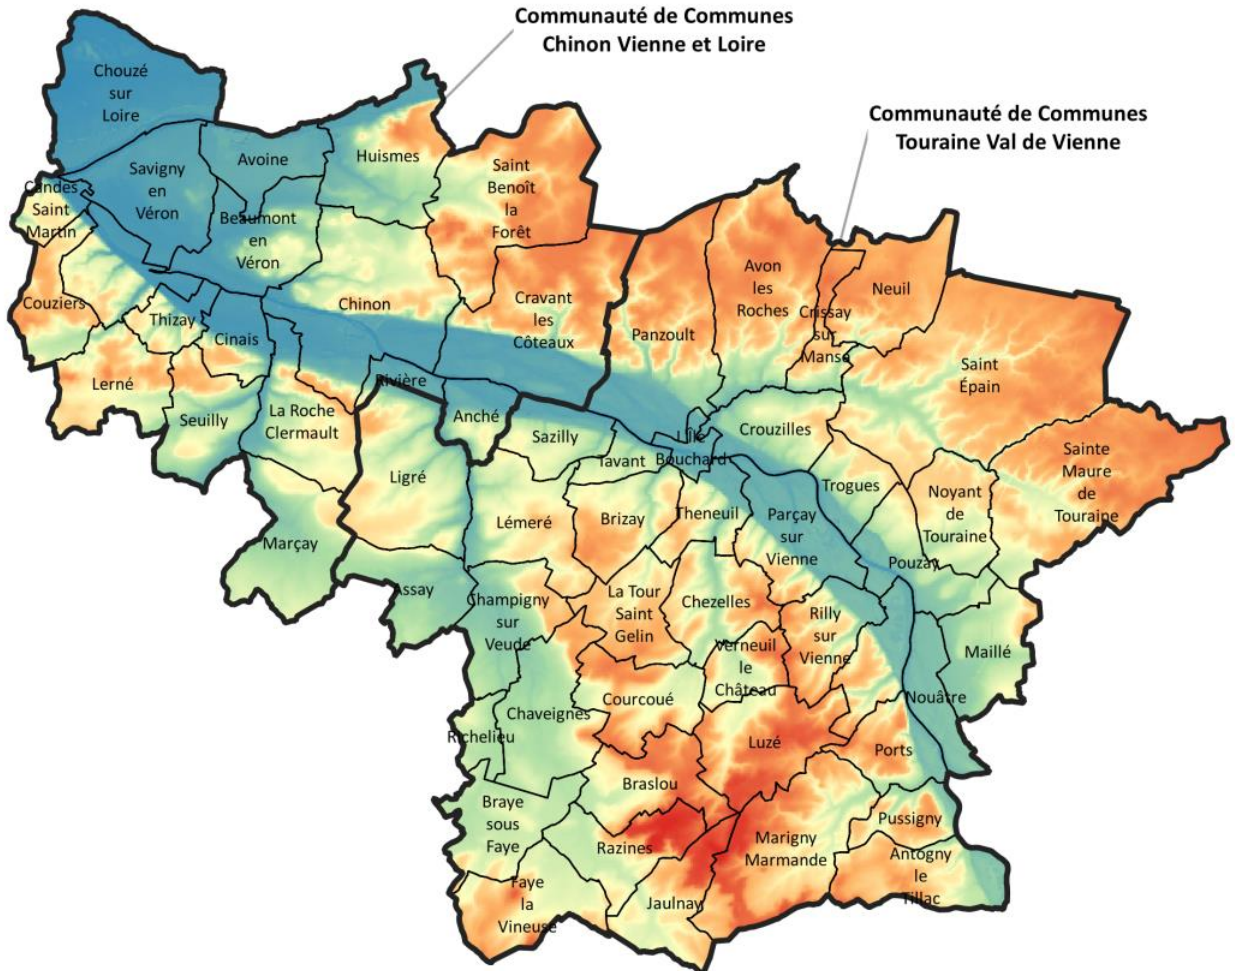 Communauté de Communes
Chinon Vienne et Loire
Communauté de Communes
Touraine Val de Vienne
Chouzé
sur
Loire
Savigny
en
Véron
Avoine
Huismes
Saint
Benoît
la
Forêt
Candes
Saint
Martin
Beaumont
en
Véron
Couziers
Thizay
Cinais
Chinon
Cravant
les
Côteaux
Panzoult
Avon
les
Roches
Crissay
sur
Manse
Neuil
Saint
Épain
Lerné
Seuilly
La Roche
Clermault
Rivière
Anché
Ligré
Sazilly
Tavant
L'Île
Bouchard
Crouzilles
Trogues
Noyant
de
Touraine
Sainte
Maure
de
Touraine
Marçay
Assay
Lémeré
Brizay
Theneuil
Parçay
sur
Vienne
Pouzay
Champigny
sur
Veude
La Tour
Saint
Gelin
Chezelles
Rilly
sur
Vienne
Maillé
Verneuil
le
Château
Nouâtre
Richelieu
Chaveignes
Courcoué
Luzé
Ports
Braslou
Braye
sous
Faye
Razines
Marigny
Marmande
Pussigny
Antogny
le
Tillac
Faye
la
Vineuse
Jaulnay